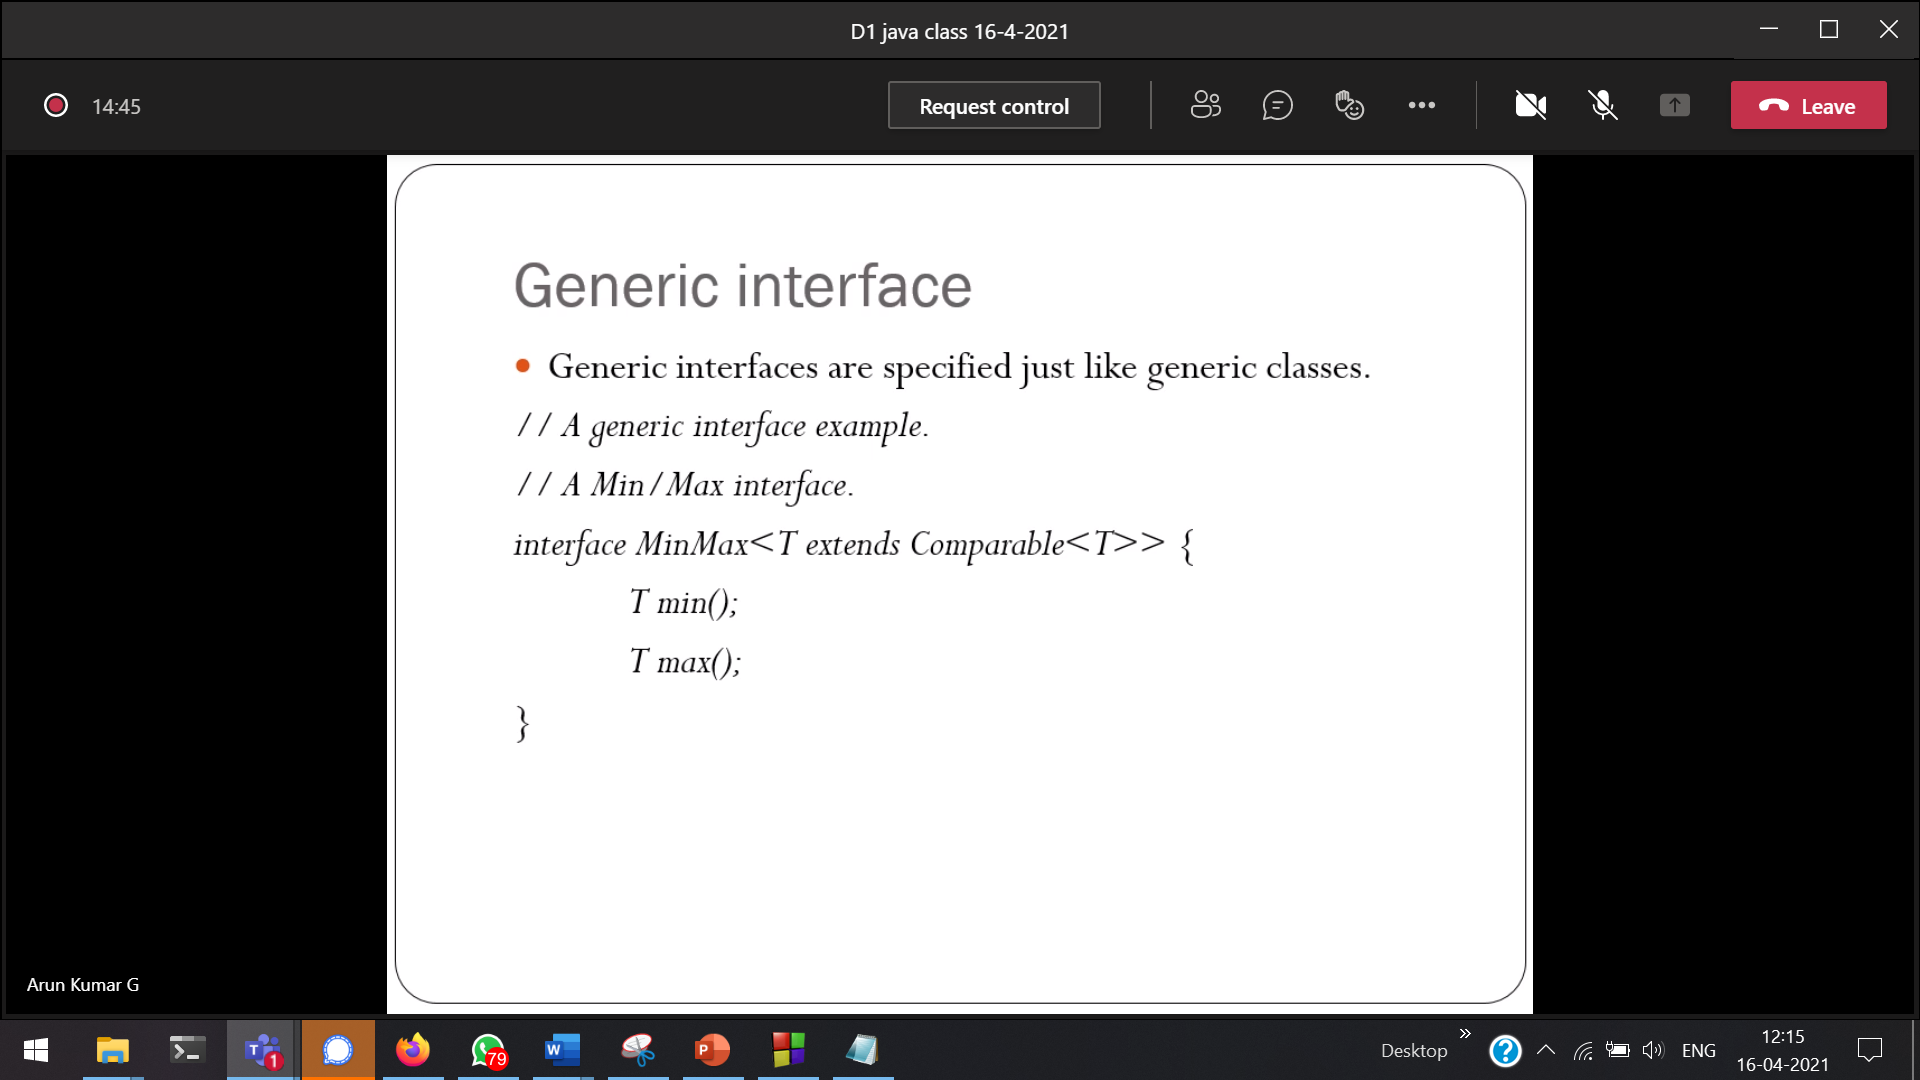 D1 java class 16-4-2021
14:45
Request control
Leave
Generic interface
Generic interfaces are specified just like generic classes.
// A generic interface example.
// A Min/Max interface.
interface MinMax<T extends Comparable<T>> {
T min();
T max();
}
Arun Kumar G
T
1
79
W
P
Desktop
ENG
12:15
16-04-2021